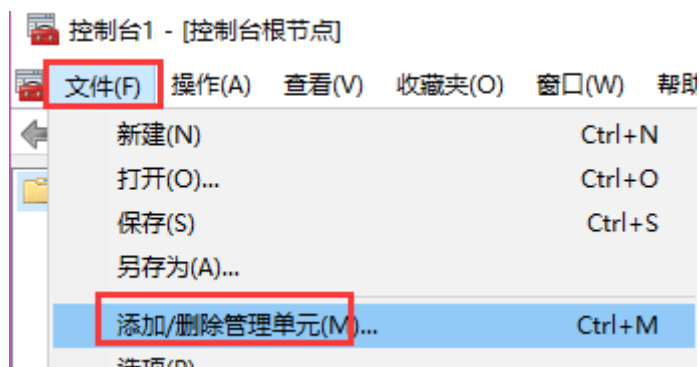 控制台1 - [控制台根节点]
文件(F) 操作(A) 查看(V) 收藏夹(O) 窗口(W) 帮助
新建(N) Ctrl+N
打开(O)... Ctrl+O
保存(S) Ctrl+S
另存为(A)...
添加/删除管理单元(M)... Ctrl+M